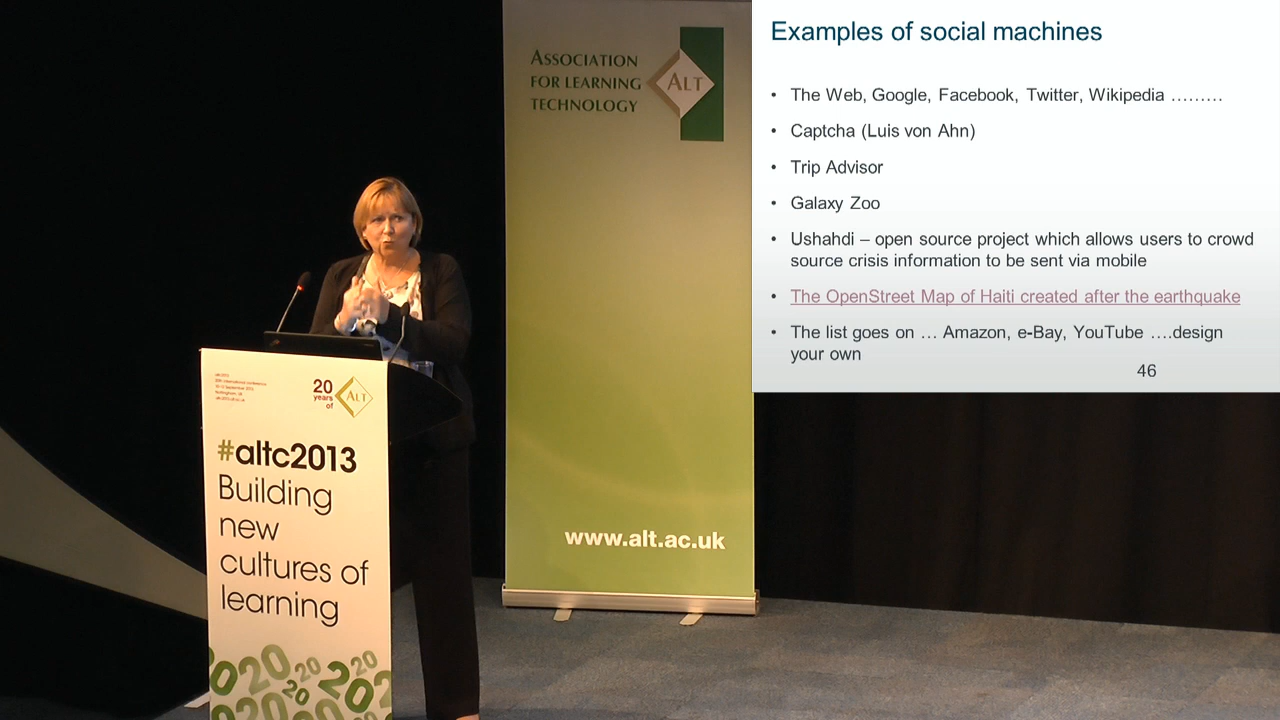 ASSOCIATION
FOR LEARNING
TECHNOLOGY
ALT
www.alt.ac.uk
20
years
of
ALT
#altc2013
Building
new
cultures of
learning
Examples of social machines
• The Web, Google, Facebook, Twitter, Wikipedia ………
• Captcha (Luis von Ahn)
• Trip Advisor
• Galaxy Zoo
• Ushahdi – open source project which allows users to crowd
source crisis information to be sent via mobile
• The OpenStreet Map of Haiti created after the earthquake
• The list goes on … Amazon, e-Bay, YouTube ….design
your own
46